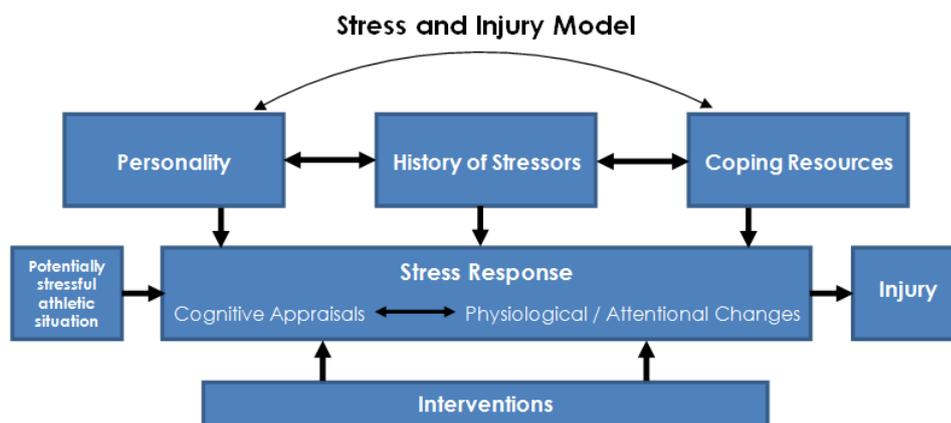 Stress and Injury Model
Personality
History of Stressors
Coping Resources
Potentially
stressful
athletic
situation
Stress Response
Cognitive Appraisals
Physiological / Attentional Changes
Injury
Interventions